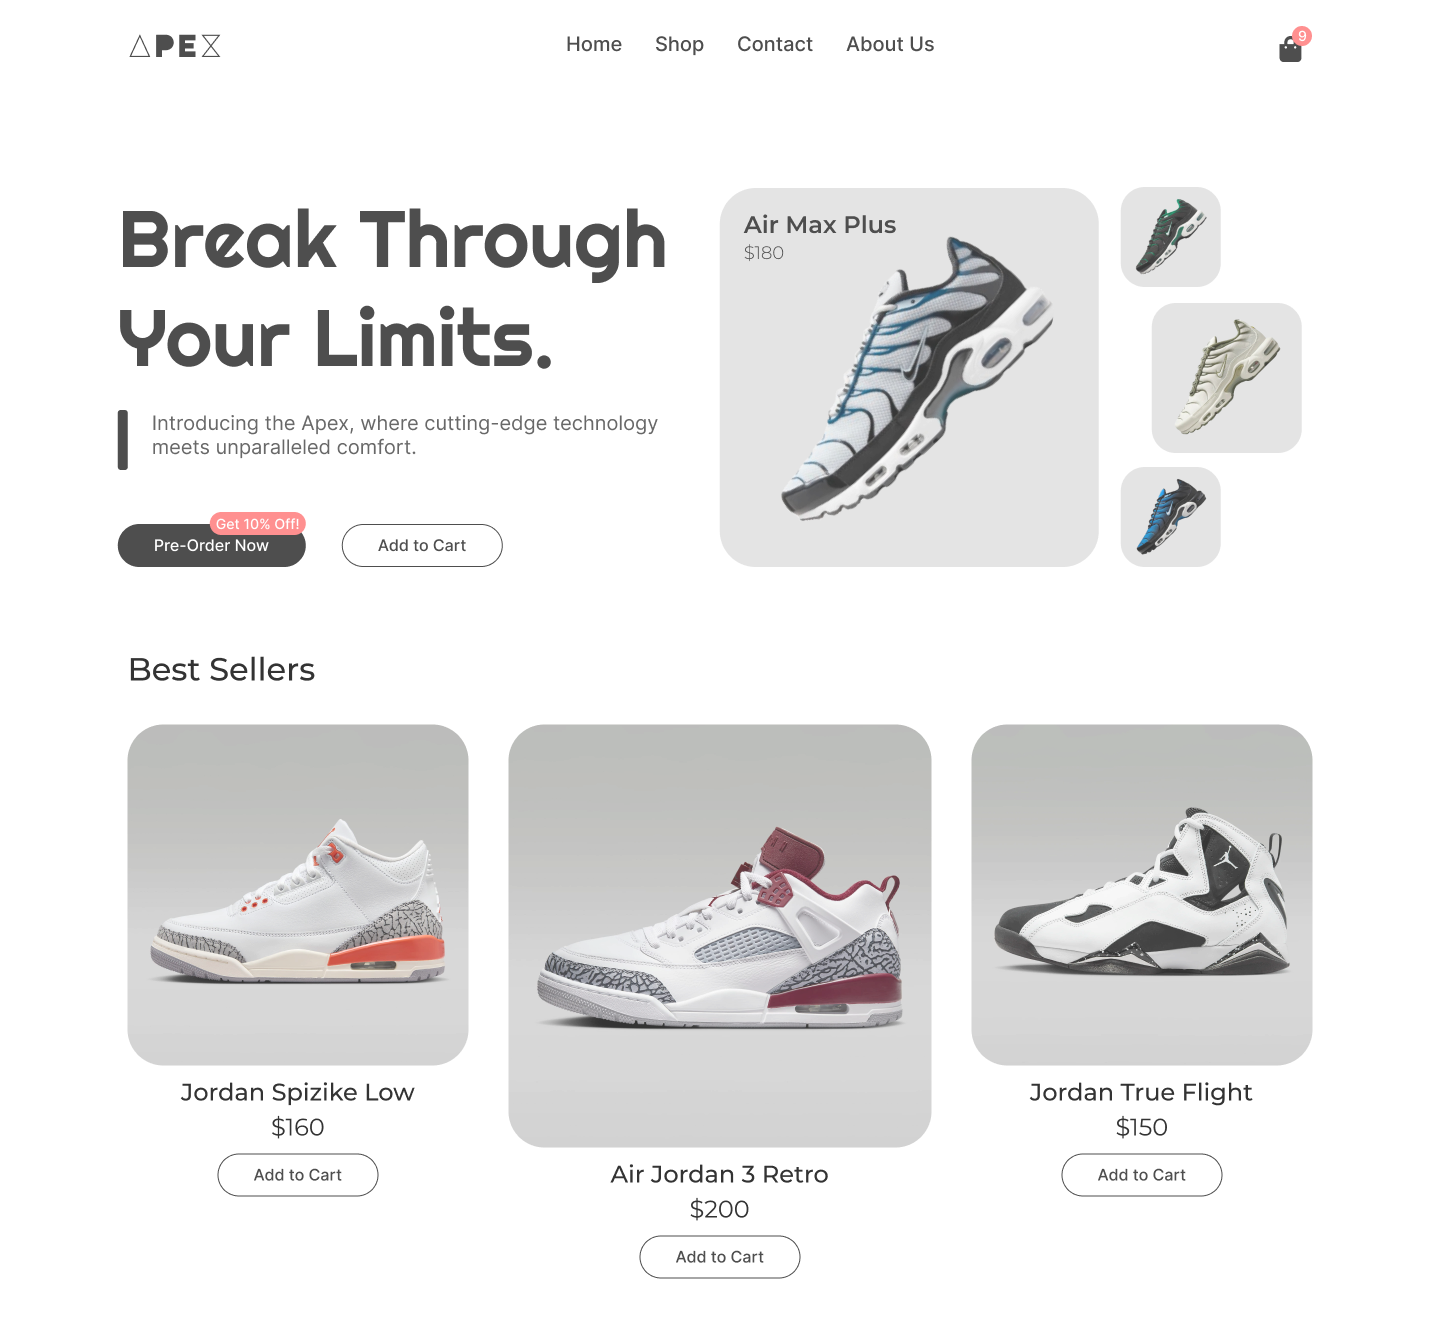 APEX
Home Shop Contact About Us
9
Break Through
Your Limits.
Introducing the Apex, where cutting-edge technology
meets unparalleled comfort.
Get 10% Off!
Pre-Order Now
Add to Cart
Air Max Plus
$180
Best Sellers
Jordan Spizike Low
$160
Add to Cart
Air Jordan 3 Retro
$200
Add to Cart
Jordan True Flight
$150
Add to Cart